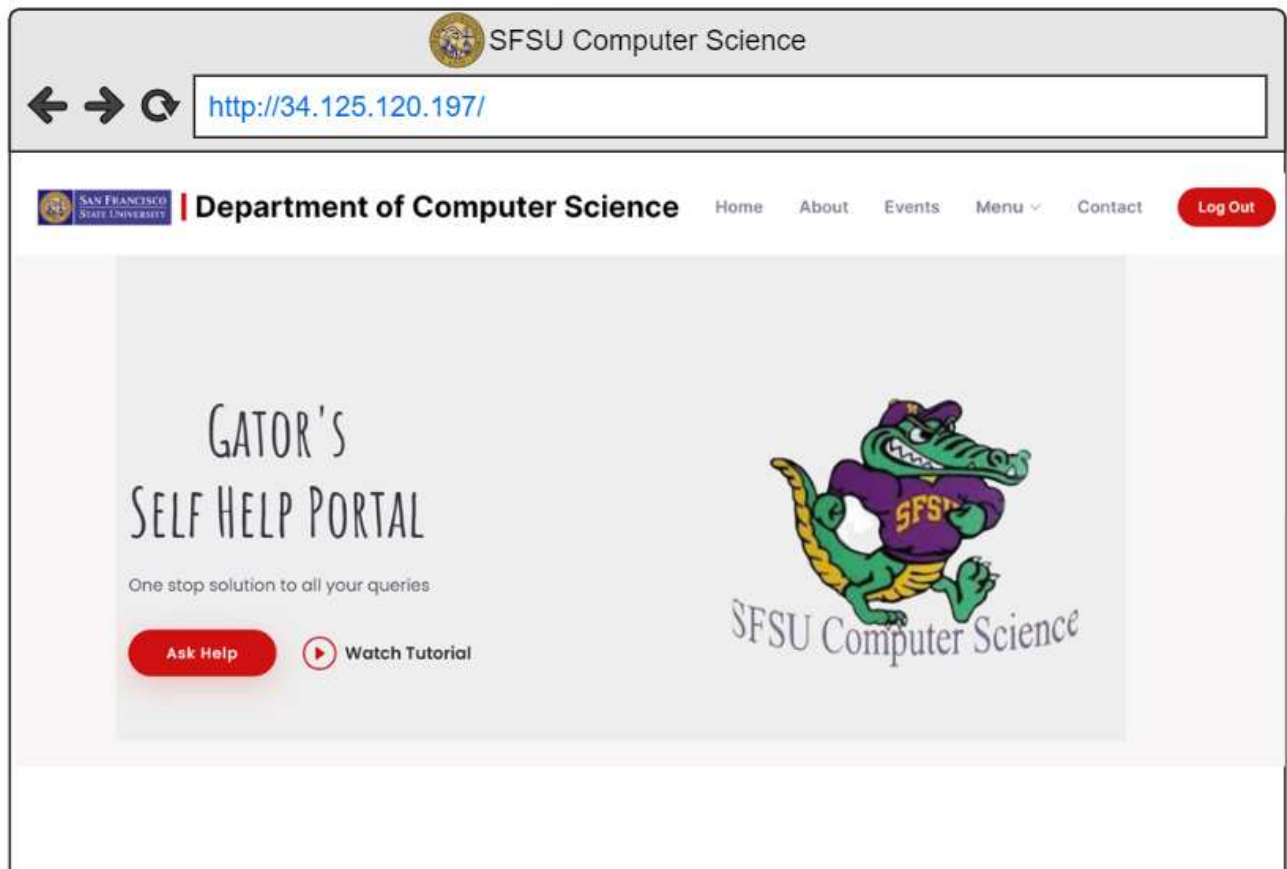 SFSU Computer Science
http://34.125.120.197/
SAN FRANCISCO
STATE UNIVERSITY
Department of Computer Science
Home
About
Events
Menu
Contact
Log Out
GATOR'S
SELF HELP PORTAL
One stop solution to all your queries
Ask Help
Watch Tutorial
SFSU
SFSU Computer Science